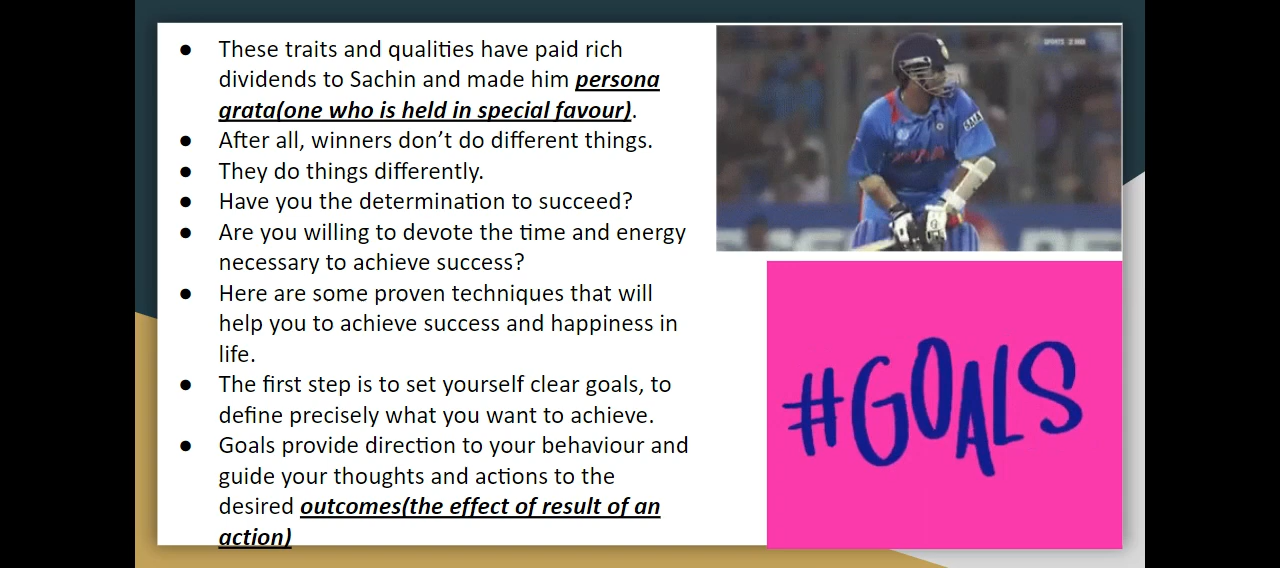 ● These traits and qualities have paid rich
dividends to Sachin and made him persona
grata(one who is held in special favour).
● After all, winners don’t do different things.
● They do things differently.
● Have you the determination to succeed?
● Are you willing to devote the time and energy
necessary to achieve success?
● Here are some proven techniques that will
help you to achieve success and happiness in
life.
● The first step is to set yourself clear goals, to
define precisely what you want to achieve.
● Goals provide direction to your behaviour and
guide your thoughts and actions to the
desired outcomes(the effect of result of an
action)
SAHARA
#GOALS